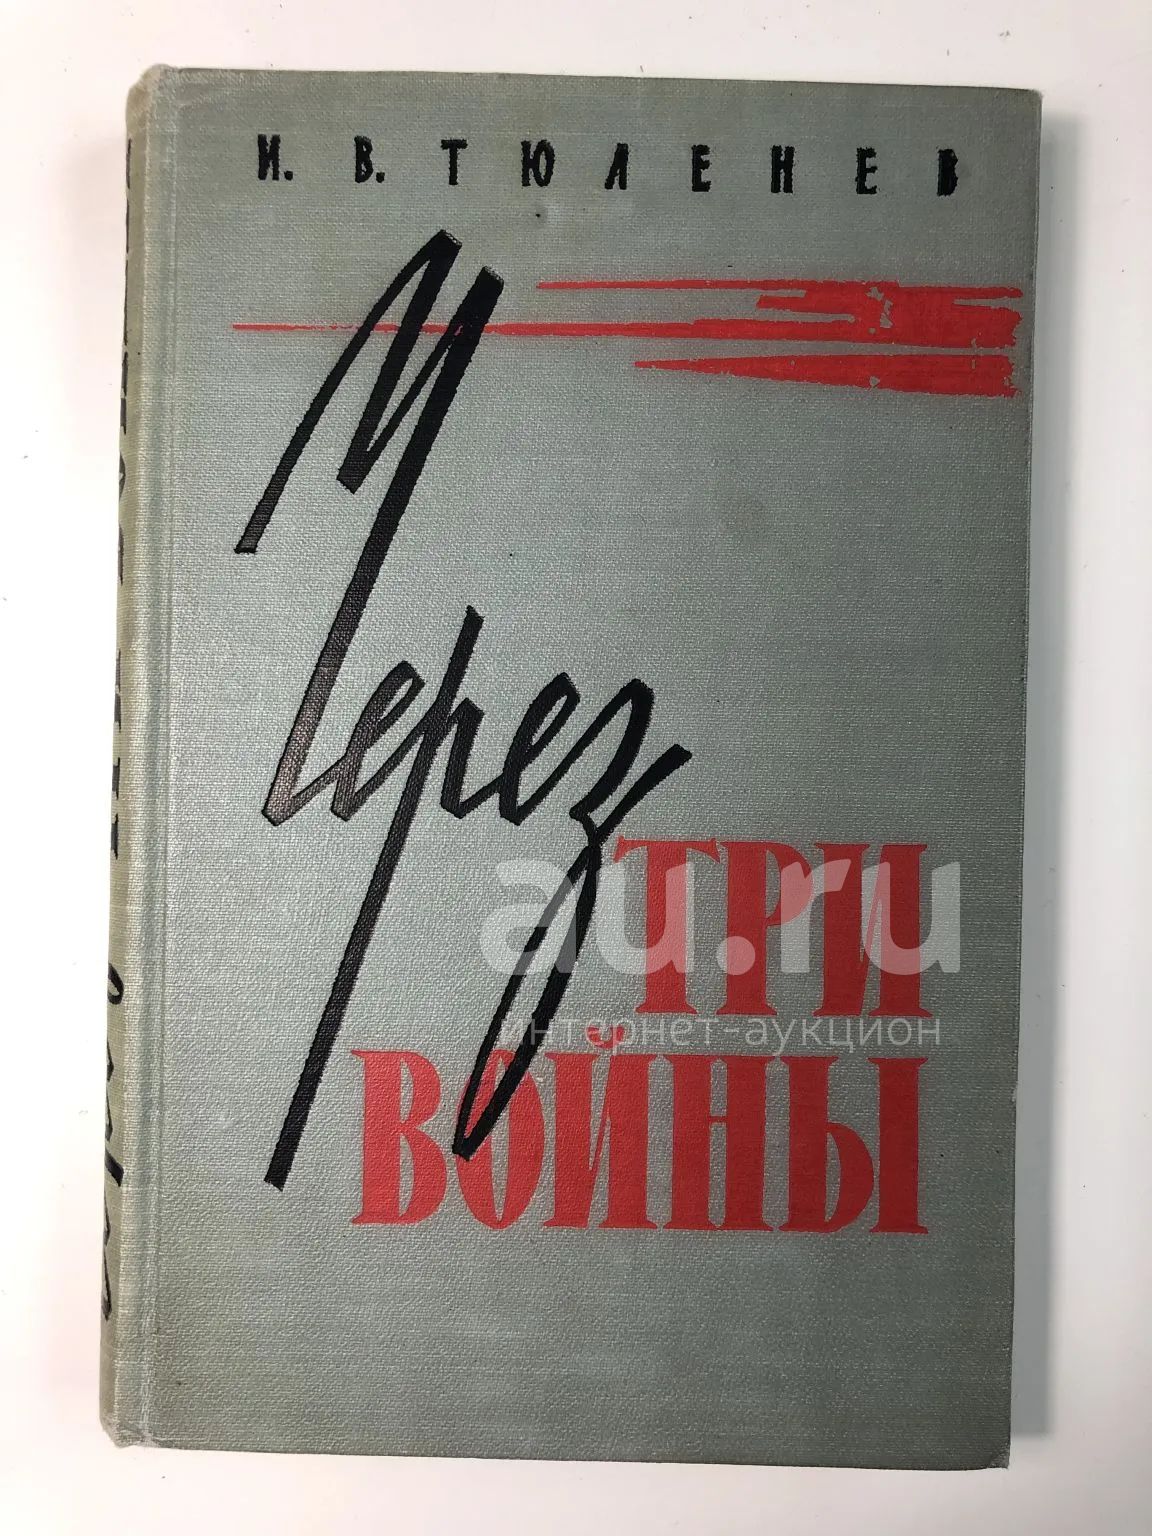 И. В. ТЮЛЕНЕВ
Через
ТРИ
ВОЙНЫ
au.ru
интернет-аукцион